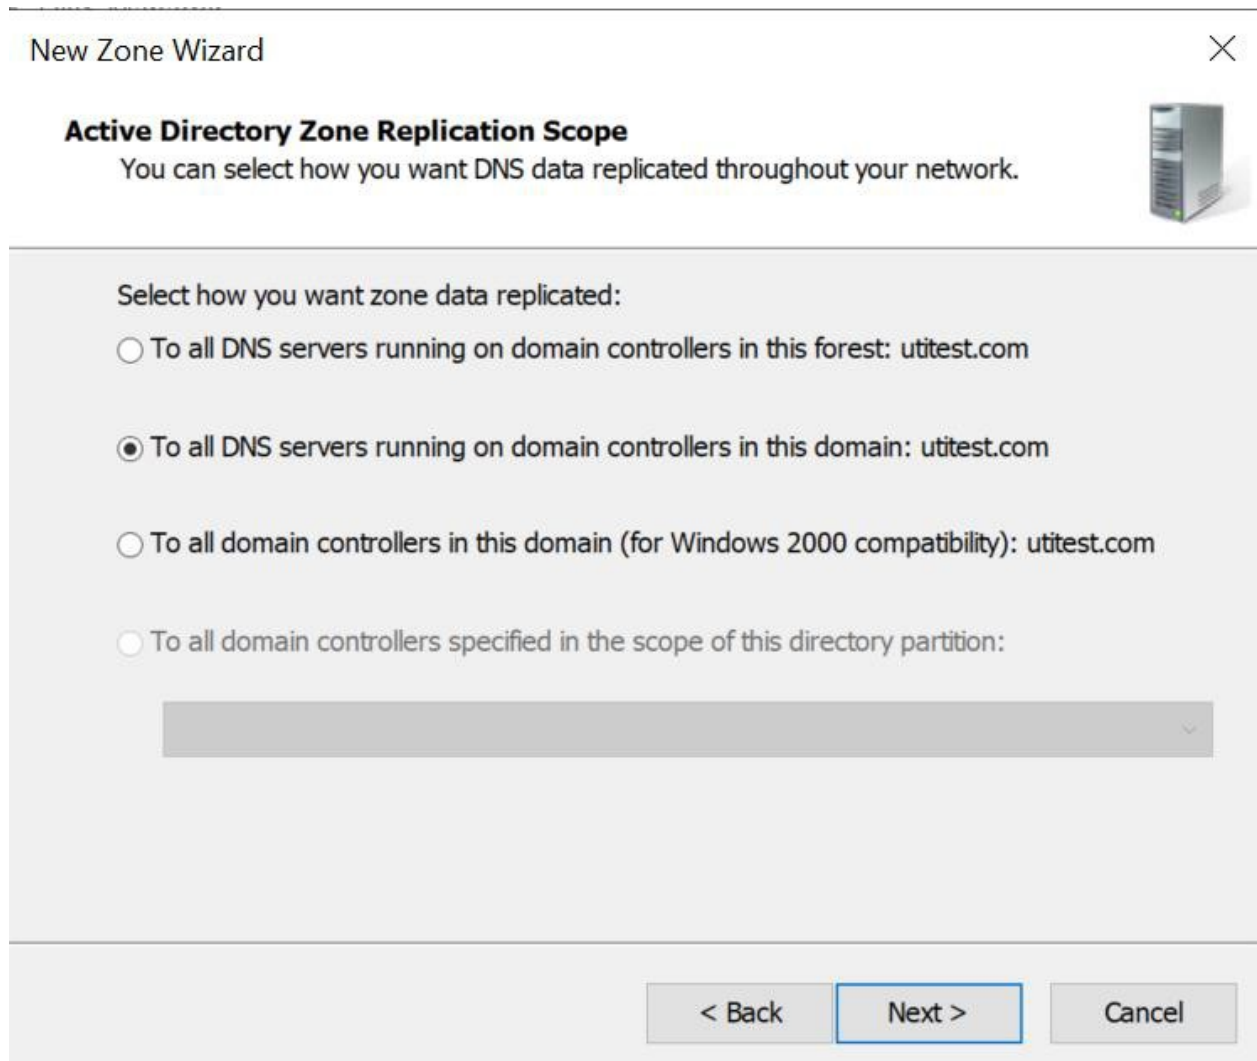 New Zone Wizard
Active Directory Zone Replication Scope
You can select how you want DNS data replicated throughout your network.
Select how you want zone data replicated:
To all DNS servers running on domain controllers in this forest: utitest.com
To all DNS servers running on domain controllers in this domain: utitest.com
To all domain controllers in this domain (for Windows 2000 compatibility): utitest.com
To all domain controllers specified in the scope of this directory partition:
< Back Next > Cancel